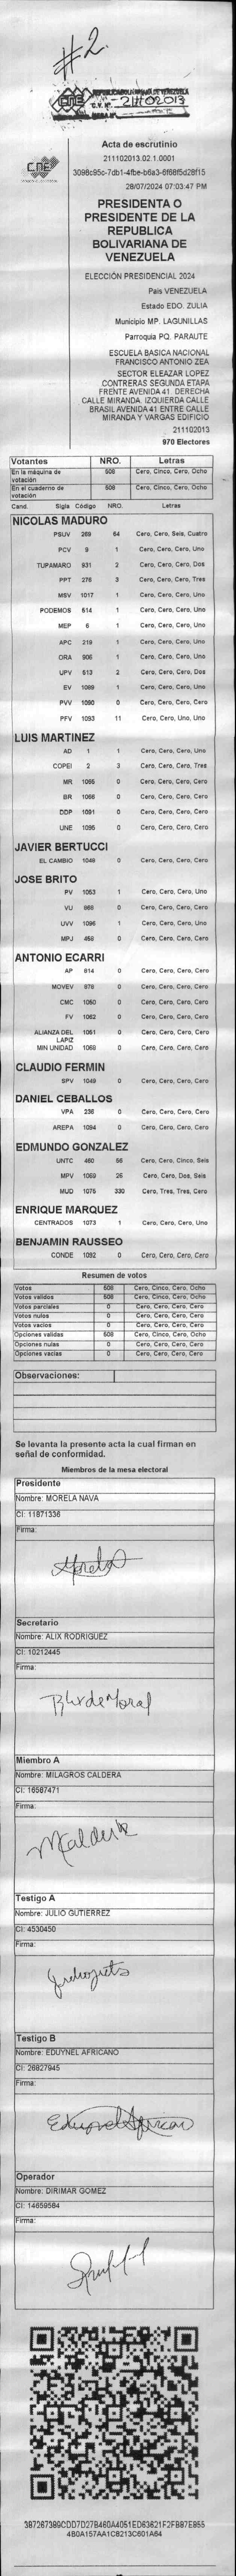 #2
CNE
REPUBLICA BOLIVARIANA DE VENEZUELA
C.V. Nº 211102013
CNE
Acta de escrutinio
211102013.02.1.0001
3098c95c-7db1-4fbe-b6a3-6f68f5d28f15
28/07/2024 07:03:47 PM
PRESIDENTA O
PRESIDENTE DE LA
REPUBLICA
BOLIVARIANA DE
VENEZUELA
ELECCIÓN PRESIDENCIAL 2024
País VENEZUELA
Estado EDO. ZULIA
Municipio MP. LAGUNILLAS
Parroquia PQ. PARAUTE
ESCUELA BASICA NACIONAL
FRANCISCO ANTONIO ZEA
SECTOR ELEAZAR LOPEZ
CONTRERAS SEGUNDA ETAPA
FRENTE AVENIDA 41 DERECHA
CALLE MIRANDA. IZQUIERDA CALLE
BRASIL AVENIDA 41 ENTRE CALLE
MIRANDA Y VARGAS EDIFICIO
211102013
970 Electores
Votantes NRO. Letras
En la máquina de votación 508 Cero, Cinco, Cero, Ocho
En el cuaderno de votación 508 Cero, Cinco, Cero, Ocho
Cand. Sigla Código NRO. Letras
NICOLAS MADURO
PSUV 269 64 Cero, Cero, Seis, Cuatro
PCV 9 1 Cero, Cero, Cero, Uno
TUPAMARO 931 2 Cero, Cero, Cero, Dos
PPT 276 3 Cero, Cero, Cero, Tres
MSV 1017 1 Cero, Cero, Cero, Uno
PODEMOS 514 1 Cero, Cero, Cero, Uno
MEP 6 1 Cero, Cero, Cero, Uno
APC 219 1 Cero, Cero, Cero, Uno
ORA 906 1 Cero, Cero, Cero, Uno
UPV 513 2 Cero, Cero, Cero, Dos
EV 1089 1 Cero, Cero, Cero, Uno
PVV 1090 0 Cero, Cero, Cero, Cero
PFV 1093 11 Cero, Cero, Uno, Uno
LUIS MARTINEZ
AD 1 1 Cero, Cero, Cero, Uno
COPEI 2 3 Cero, Cero, Cero, Tres
MR 1065 0 Cero, Cero, Cero, Cero
BR 1066 0 Cero, Cero, Cero, Cero
DDP 1091 0 Cero, Cero, Cero, Cero
UNE 1095 0 Cero, Cero, Cero, Cero
JAVIER BERTUCCI
EL CAMBIO 1048 0 Cero, Cero, Cero, Cero
JOSE BRITO
PV 1053 1 Cero, Cero, Cero, Uno
VU 868 0 Cero, Cero, Cero, Cero
UVV 1096 1 Cero, Cero, Cero, Uno
MPJ 458 0 Cero, Cero, Cero, Cero
ANTONIO ECARRI
AP 814 0 Cero, Cero, Cero, Cero
MOVEV 878 0 Cero, Cero, Cero, Cero
CMC 1050 0 Cero, Cero, Cero, Cero
FV 1062 0 Cero, Cero, Cero, Cero
ALIANZA DEL LAPIZ 1051 0 Cero, Cero, Cero, Cero
MIN UNIDAD 1068 0 Cero, Cero, Cero, Cero
CLAUDIO FERMIN
SPV 1049 0 Cero, Cero, Cero, Cero
DANIEL CEBALLOS
VPA 236 0 Cero, Cero, Cero, Cero
AREPA 1094 0 Cero, Cero, Cero, Cero
EDMUNDO GONZALEZ
UNTC 460 56 Cero, Cero, Cinco, Seis
MPV 1069 26 Cero, Cero, Dos, Seis
MUD 1075 330 Cero, Tres, Tres, Cero
ENRIQUE MARQUEZ
CENTRADOS 1073 1 Cero, Cero, Cero, Uno
BENJAMIN RAUSSEO
CONDE 1092 0 Cero, Cero, Cero, Cero
Resumen de votos
Votos 508 Cero, Cinco, Cero, Ocho
Votos validos 508 Cero, Cinco, Cero, Ocho
Votos parciales 0 Cero, Cero, Cero, Cero
Votos nulos 0 Cero, Cero, Cero, Cero
Votos vacios 0 Cero, Cero, Cero, Cero
Opciones validas 508 Cero, Cinco, Cero, Ocho
Opciones nulas 0 Cero, Cero, Cero, Cero
Opciones vacias 0 Cero, Cero, Cero, Cero
Observaciones:
Se levanta la presente acta la cual firman en
señal de conformidad.
Miembros de la mesa electoral
Presidente
Nombre: MORELA NAVA
CI: 11871336
Firma:
Secretario
Nombre: ALIX RODRIGUEZ
CI: 10212445
Firma:
Miembro A
Nombre: MILAGROS CALDERA
CI: 16587471
Firma:
Testigo A
Nombre: JULIO GUTIERREZ
CI: 4530450
Firma:
Testigo B
Nombre: EDUYNEL AFRICANO
CI: 26827945
Firma:
Operador
Nombre: DIRIMAR GOMEZ
CI: 14659584
Firma:
387267389CDD7D27B460A4051ED63621F2FB87E855
4B0A157AA1C8213C601A64